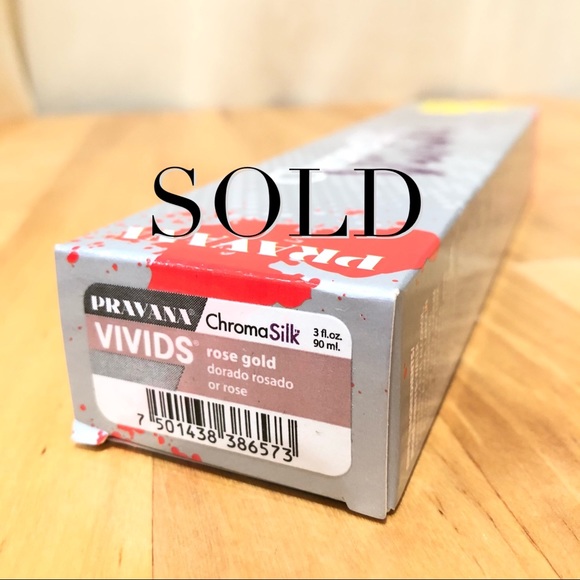 SOLD
PRAVANA
PRAVANA® ChromaSilk® 3 fl.oz.
90 ml.
VIVIDS® rose gold
dorado rosado
or rose
7 501438 386573